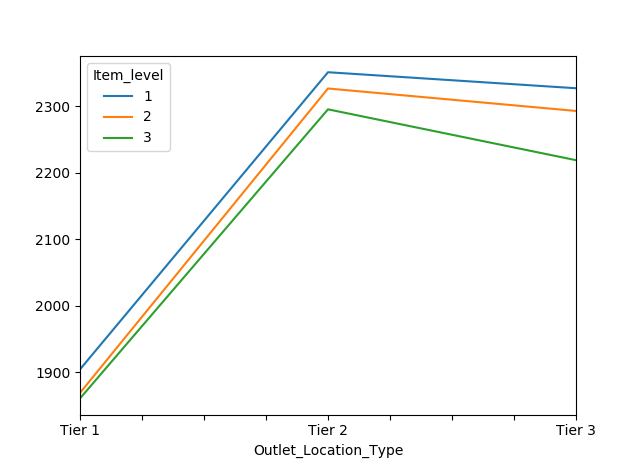 Item_level
1
2
3
2300
2200
2100
2000
1900
Tier 1 Tier 2 Tier 3
Outlet_Location_Type